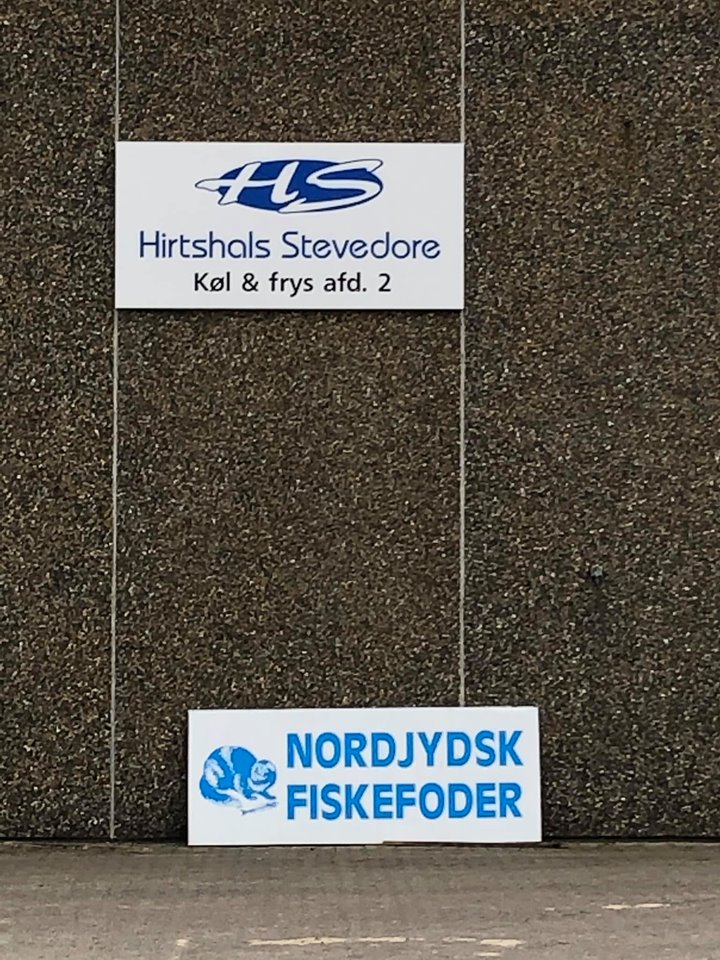 HS
Hirtshals Stevedore
Køl & frys afd. 2
NORDJYDSK
FISKEFODER